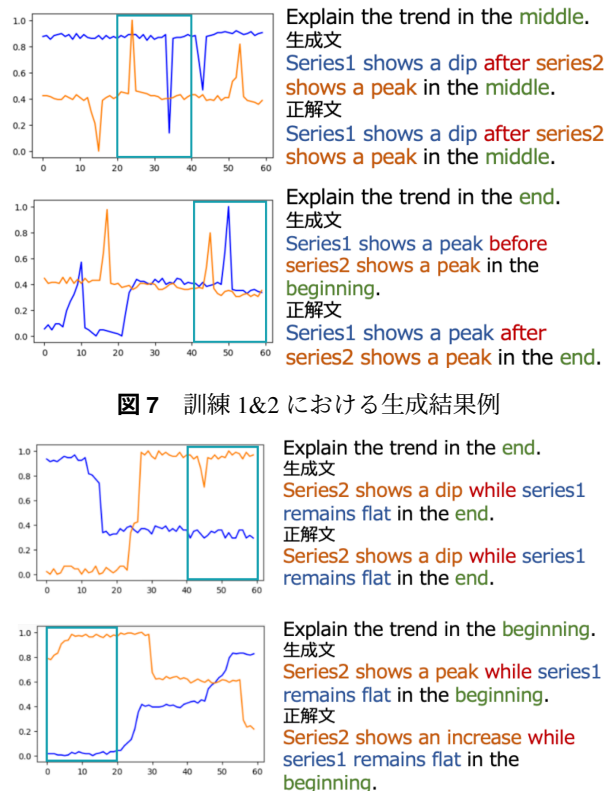 1.0
0.8
0.6
0.4
0.2
0.0
0 10 20 30 40 50 60
Explain the trend in the middle.
生成文
Series1 shows a dip after series2
shows a peak in the middle.
正解文
Series1 shows a dip after series2
shows a peak in the middle.
1.0
0.8
0.6
0.4
0.2
0.0
0 10 20 30 40 50 60
Explain the trend in the end.
生成文
Series1 shows a peak before
series2 shows a peak in the
beginning.
正解文
Series1 shows a peak after
series2 shows a peak in the end.
図 7 訓練 1&2 における生成結果例
1.0
0.8
0.6
0.4
0.2
0.0
0 10 20 30 40 50 60
Explain the trend in the end.
生成文
Series2 shows a dip while series1
remains flat in the end.
正解文
Series2 shows a dip while series1
remains flat in the end.
1.0
0.8
0.6
0.4
0.2
0.0
0 10 20 30 40 50 60
Explain the trend in the beginning.
生成文
Series2 shows a peak while series1
remains flat in the beginning.
正解文
Series2 shows an increase while
series1 remains flat in the
beginning.